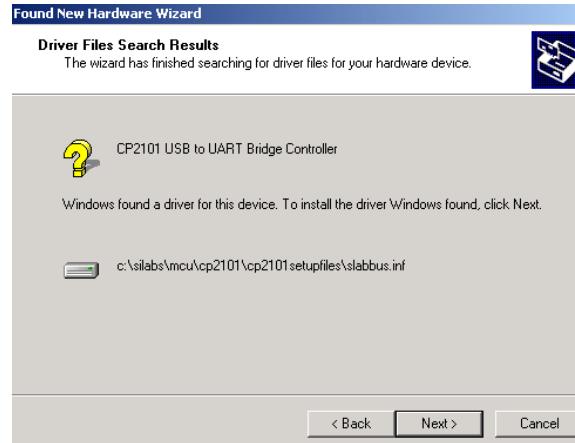 Found New Hardware Wizard
Driver Files Search Results
The wizard has finished searching for driver files for your hardware device.
CP2101 USB to UART Bridge Controller
Windows found a driver for this device. To install the driver Windows found, click Next.
c:\silabs\mcu\cp2101\cp2101setupfiles\slabbus.inf
< Back Next > Cancel